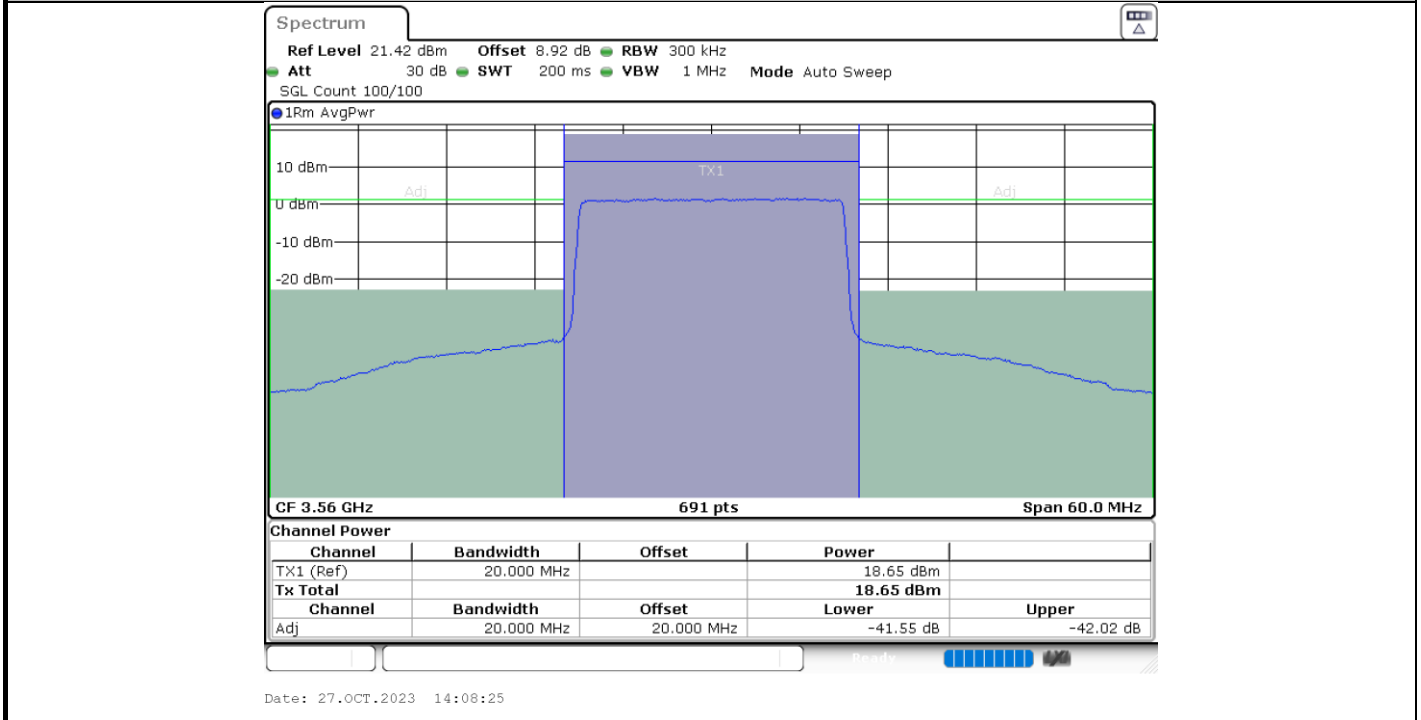 Spectrum
Ref Level 21.42 dBm Offset 8.92 dB RBW 300 kHz
Att 30 dB SWT 200 ms VBW 1 MHz Mode Auto Sweep
SGL Count 100/100
1Rm AvgPwr
10 dBm
TX1
Adj Adj
0 dBm
-10 dBm
-20 dBm
CF 3.56 GHz 691 pts Span 60.0 MHz
Channel Power
Channel Bandwidth Offset Power
TX1 (Ref) 20.000 MHz 18.65 dBm
Tx Total 18.65 dBm
Channel Bandwidth Offset Lower Upper
Adj 20.000 MHz 20.000 MHz -41.55 dB -42.02 dB
Ready
Date: 27.OCT.2023 14:08:25